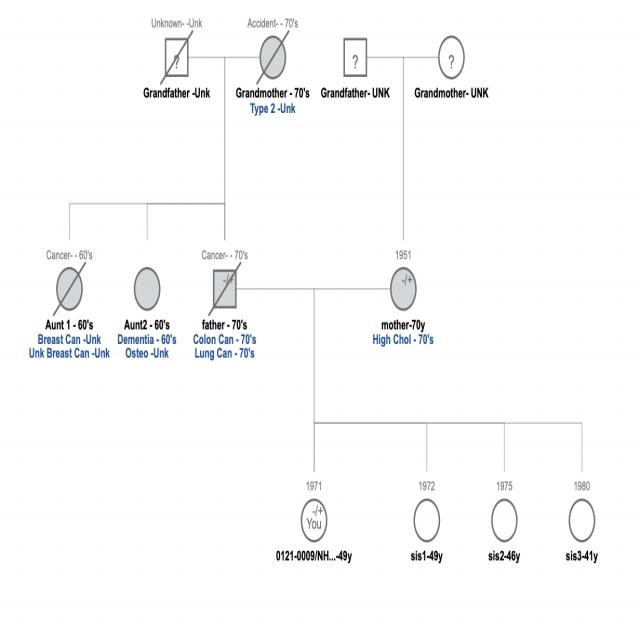 Unknown- -Unk
Accident- - 70's
?
?
?
Grandfather -Unk
Grandmother - 70's
Grandfather- UNK
Grandmother- UNK
Type 2 -Unk
Cancer- - 60's
Cancer- - 70's
1951
-/+
-/+
Aunt 1 - 60's
Aunt2 - 60's
father - 70's
mother-70y
Breast Can -Unk
Dementia - 60's
Colon Can - 70's
High Chol - 70's
Unk Breast Can -Unk
Osteo -Unk
Lung Can - 70's
1971
1972
1975
1980
-/+
You
0121-0009/NH...-49y
sis1-49y
sis2-46y
sis3-41y